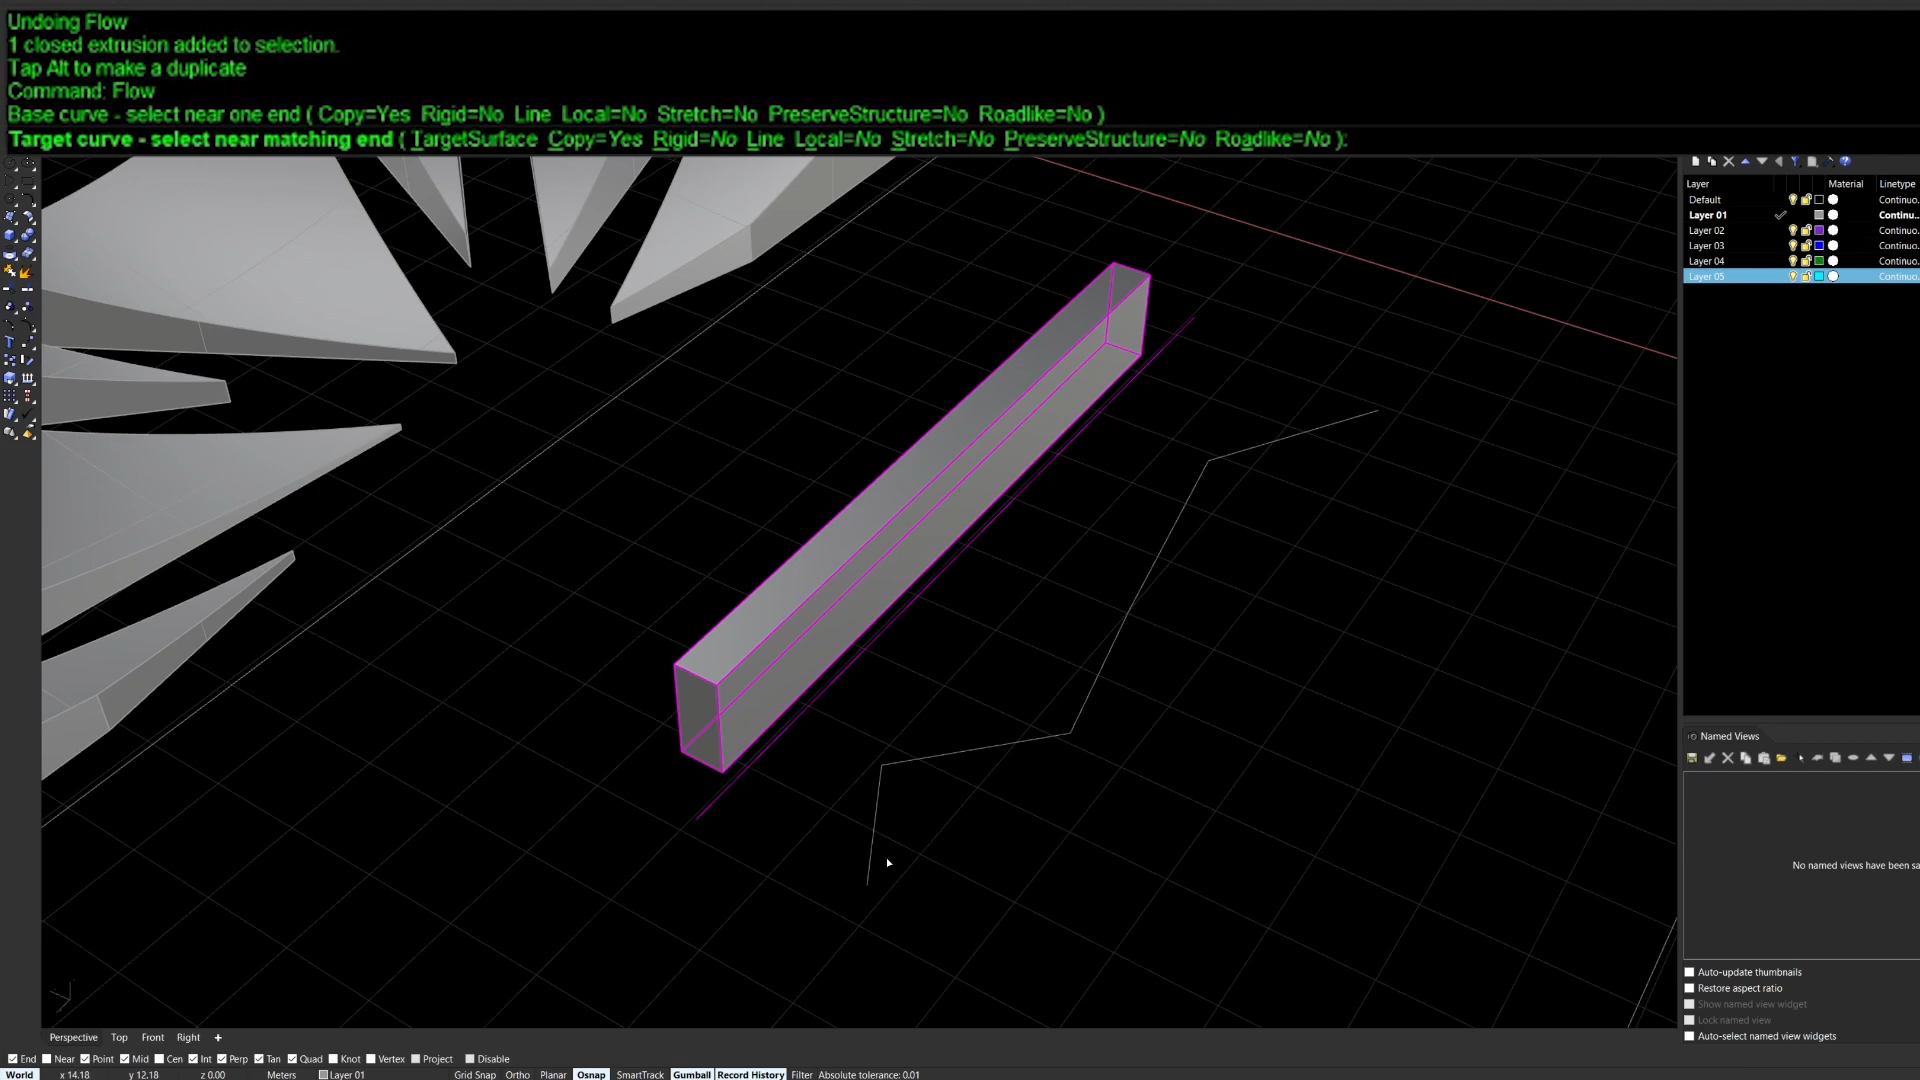 Undoing Flow
1 closed extrusion added to selection.
Tap Alt to make a duplicate
Command: Flow
Base curve - select near one end ( Copy=Yes Rigid=No Line Local=No Stretch=No PreserveStructure=No Roadlike=No )
Target curve - select near matching end ( TargetSurface Copy=Yes Rigid=No Line Local=No Stretch=No PreserveStructure=No Roadlike=No ):
Layer Material Linetype
Default Continuo...
Layer 01 Continu...
Layer 02 Continuo...
Layer 03 Continuo...
Layer 04 Continuo...
Layer 05 Continuo...
Named Views
No named views have been sa
Auto-update thumbnails
Restore aspect ratio
Show named view widget
Lock named view
Auto-select named view widgets
Perspective Top Front Right
End Near Point Mid Cen Int Perp Tan Quad Knot Vertex Project Disable
World x 14.18 y 12.18 z 0.00 Meters Layer 01 Grid Snap Ortho Planar Osnap SmartTrack Gumball Record History Filter Absolute tolerance: 0.01